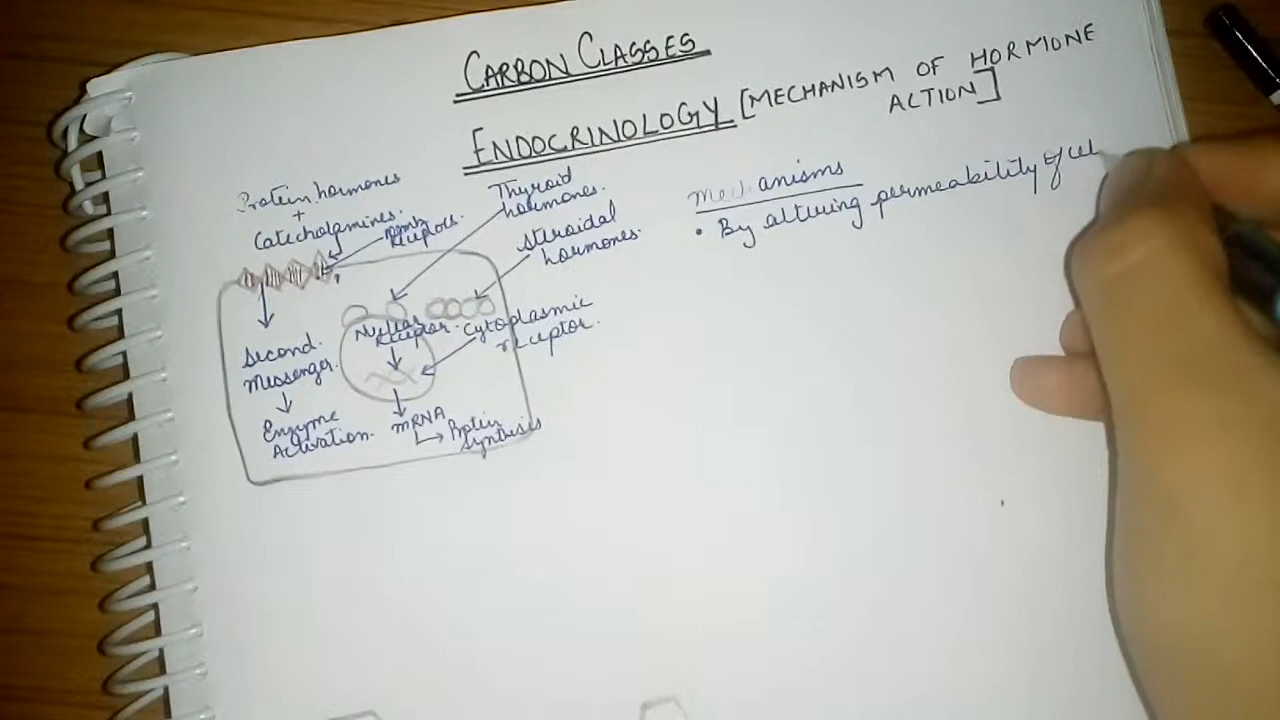 CARBON CLASSES
ENDOCRINOLOGY [MECHANISM OF HORMONE
ACTION]
Protein hormones
+
Catecholamines.
Thyroid
hormones.
steroidal
hormones.
Nuclear
Receptor.
Cytoplasmic
receptor.
Second
Messenger.
Enzyme
Activation.
mRNA
Protein
Synthesis
Mechanisms
• By altering permeability of